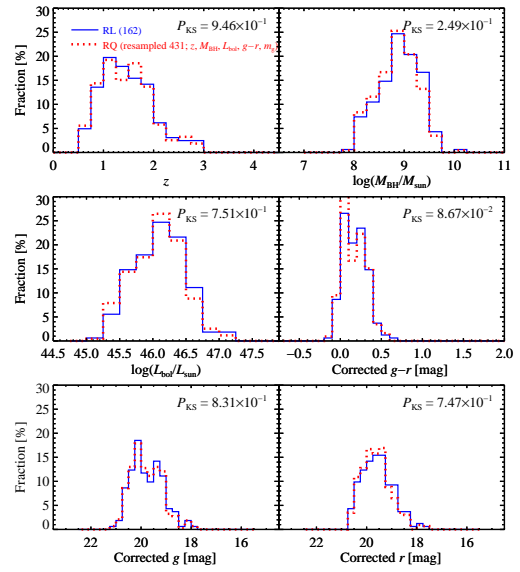 RL (162)
RQ (resampled 431; z, M_BH, L_bol, g−r, m_g)
P_KS = 9.46×10⁻¹
P_KS = 2.49×10⁻¹
Fraction [%]
30
25
20
15
10
5
0
0 1 2 3 4
z
7 8 9 10 11
log(M_BH/M_sun)
P_KS = 7.51×10⁻¹
P_KS = 8.67×10⁻²
Fraction [%]
30
25
20
15
10
5
0
44.5 45.0 45.5 46.0 46.5 47.0 47.5
log(L_bol/L_sun)
−0.5 0.0 0.5 1.0 1.5 2.0
Corrected g−r [mag]
P_KS = 8.31×10⁻¹
P_KS = 7.47×10⁻¹
Fraction [%]
30
25
20
15
10
5
0
22 20 18 16
Corrected g [mag]
22 20 18 16
Corrected r [mag]